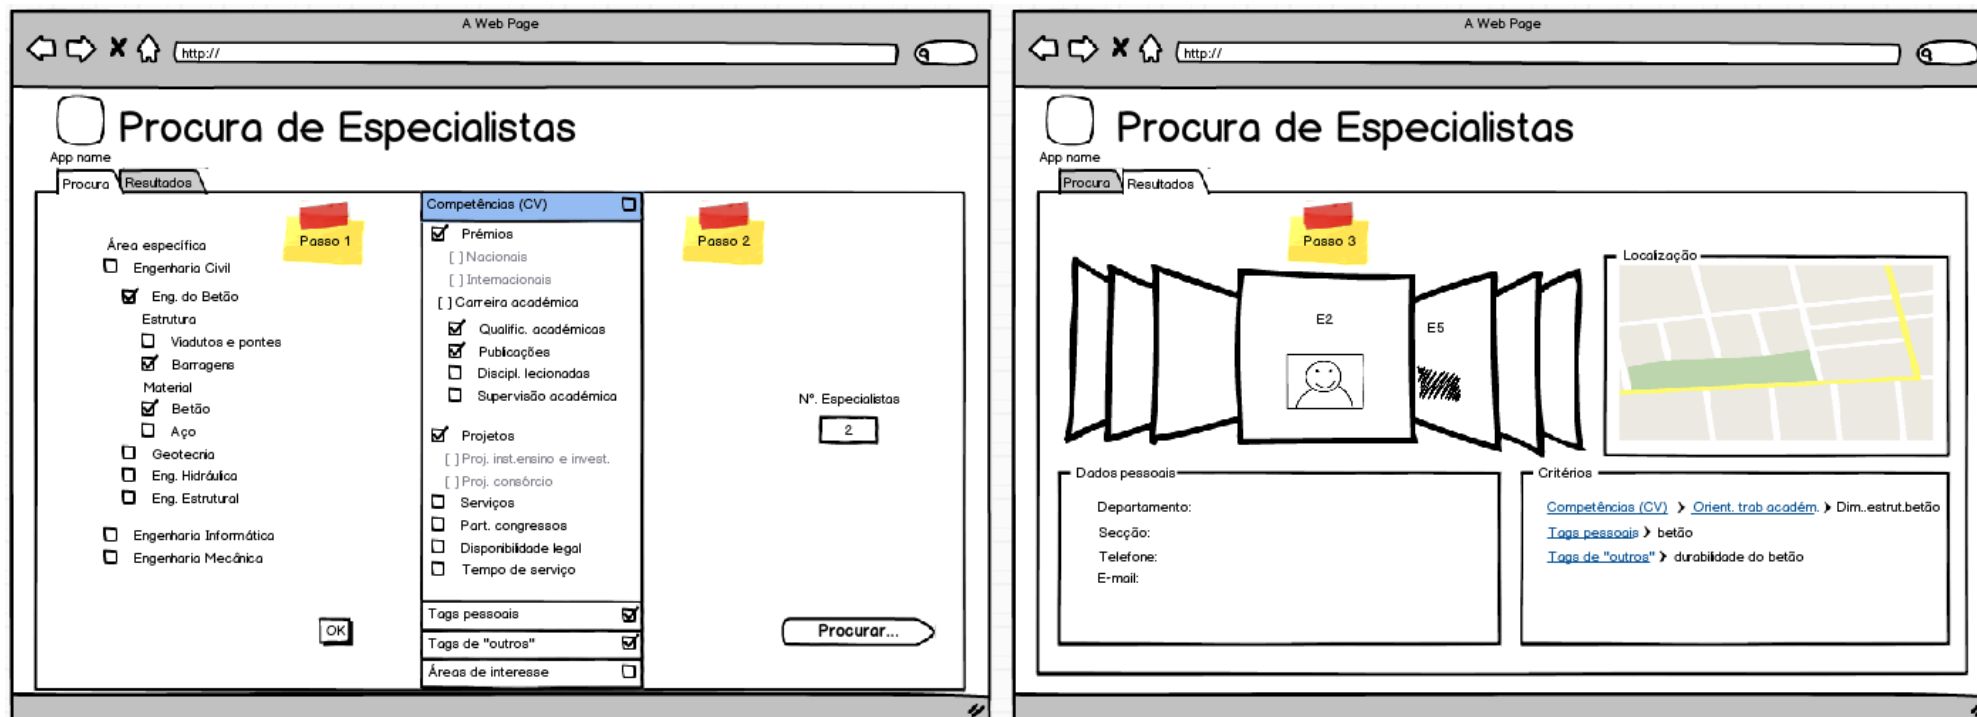 A Web Page
http://
Procura de Especialistas
App name
Procura
Resultados
Passo 1
Área específica
Engenharia Civil
Eng. do Betão
Estrutura
Viadutos e pontes
Barragens
Material
Betão
Aço
Geotecnia
Eng. Hidráulica
Eng. Estrutural
Engenharia Informática
Engenharia Mecânica
OK
Competências (CV)
Prémios
[ ] Nacionais
[ ] Internacionais
[ ] Carreira académica
Qualific. académicas
Publicações
Discipl. lecionadas
Supervisão académica
Projetos
[ ] Proj. inst.ensino e invest.
[ ] Proj. consórcio
Serviços
Part. congressos
Disponibilidade legal
Tempo de serviço
Tags pessoais
Tags de "outros"
Áreas de interesse
Passo 2
Nº. Especialistas
2
Procurar...
A Web Page
http://
Procura de Especialistas
App name
Procura
Resultados
Passo 3
E2
E5
Localização
Dados pessoais
Departamento:
Secção:
Telefone:
E-mail:
Critérios
Competências (CV) > Orient. trab académ. > Dim..estrut.betão
Tags pessoais > betão
Tags de "outros" > durabilidade do betão